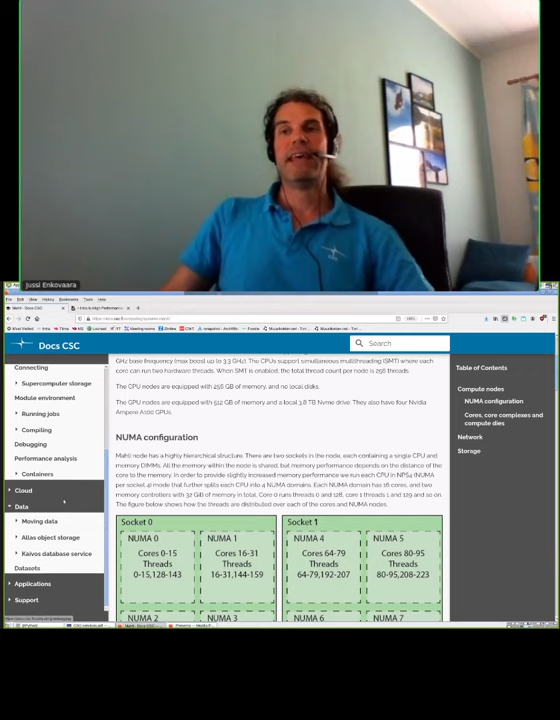 Jussi Enkovaara
File Edit View History Bookmarks Tools Help
Docs CSC
Search
Connecting
Supercomputer storage
Module environment
Running jobs
Compiling
Debugging
Performance analysis
Containers
Cloud
Data
Moving data
Allas object storage
Kaivos database service
Datasets
Applications
Support
GHz base frequency (max boost up to 3.3 GHz). The CPUs support simultaneous multithreading (SMT) where each
core can run two hardware threads. When SMT is enabled, the total thread count per node is 256 threads.
The CPU nodes are equipped with 256 GB of memory, and no local disks.
The GPU nodes are equipped with 512 GB of memory and a local 3.8 TB Nvme drive. They also have four Nvidia
Ampere A100 GPUs.
NUMA configuration
Mahti node has a highly hierarchical structure. There are two sockets in the node, each containing a single CPU and
memory DIMMs. All the memory within the node is shared, but memory performance depends on the distance of the
core to the memory. In order to provide slightly increased memory performance we run each CPU in NPS4 (NUMA
per socket 4) mode that further splits each CPU into 4 NUMA domains. Each NUMA domain has 16 cores, and two
memory controllers with 32 GB of memory in total. Core 0 runs threads 0 and 128, core 1 threads 1 and 129 and so on.
The figure below shows how the threads are distributed over each of the cores and NUMA nodes.
Socket 0
NUMA 0
Cores 0-15
Threads
0-15,128-143
NUMA 1
Cores 16-31
Threads
16-31,144-159
NUMA 2
NUMA 3
Socket 1
NUMA 4
Cores 64-79
Threads
64-79,192-207
NUMA 5
Cores 80-95
Threads
80-95,208-223
NUMA 6
NUMA 7
Table of Contents
Compute nodes
NUMA configuration
Cores, core complexes and
compute dies
Network
Storage